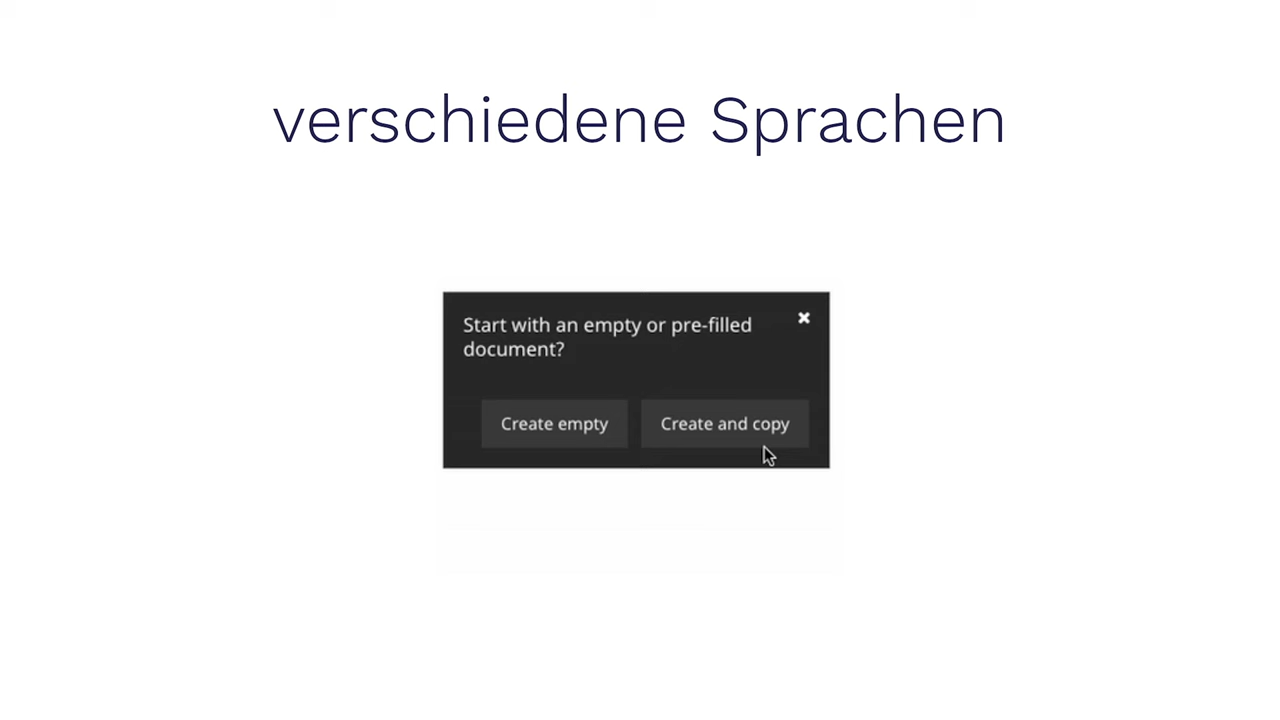 verschiedene Sprachen
Start with an empty or pre-filled
document?
Create empty
Create and copy